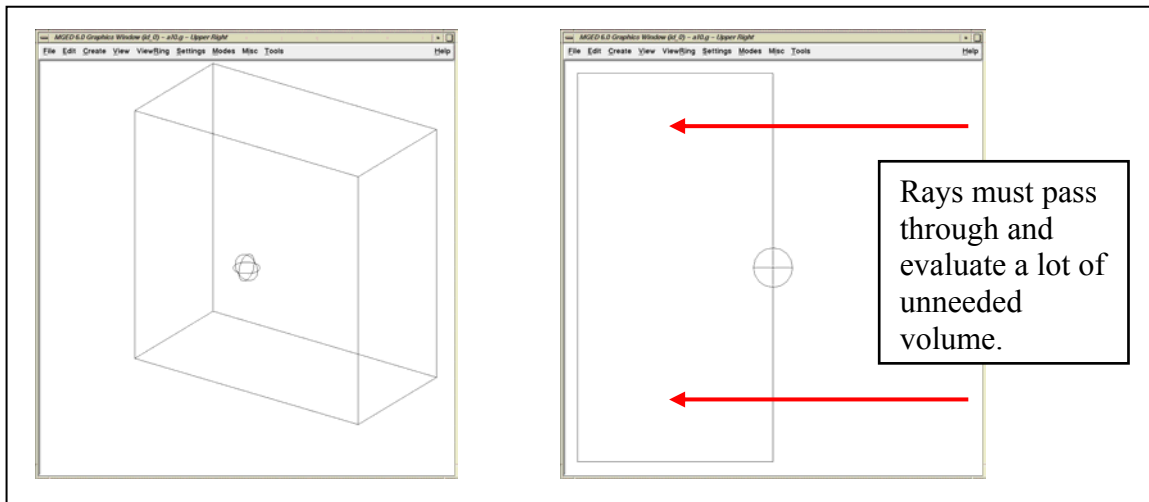 MGED 6.0 Graphics Window (id_0) – a10.g – Upper Right
File Edit Create View ViewRing Settings Modes Misc Tools Help
MGED 6.0 Graphics Window (id_0) – a10.g – Upper Right
File Edit Create View ViewRing Settings Modes Misc Tools Help
Rays must pass
through and
evaluate a lot of
unneeded
volume.